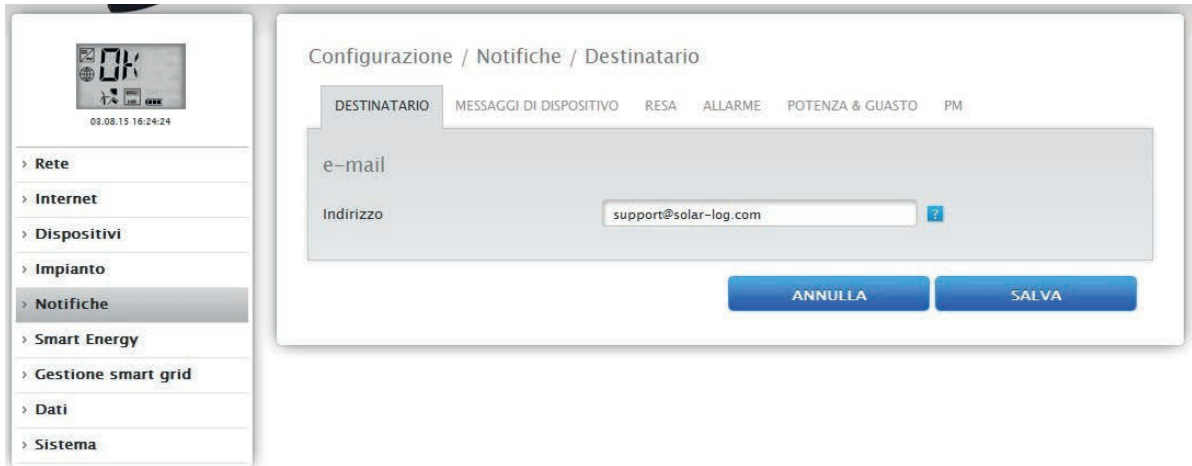 OK
03.08.15 16:24:24
› Rete
› Internet
› Dispositivi
› Impianto
› Notifiche
› Smart Energy
› Gestione smart grid
› Dati
› Sistema
Configurazione / Notifiche / Destinatario
DESTINATARIO MESSAGGI DI DISPOSITIVO RESA ALLARME POTENZA & GUASTO PM
e-mail
Indirizzo support@solar-log.com ?
ANNULLA SALVA